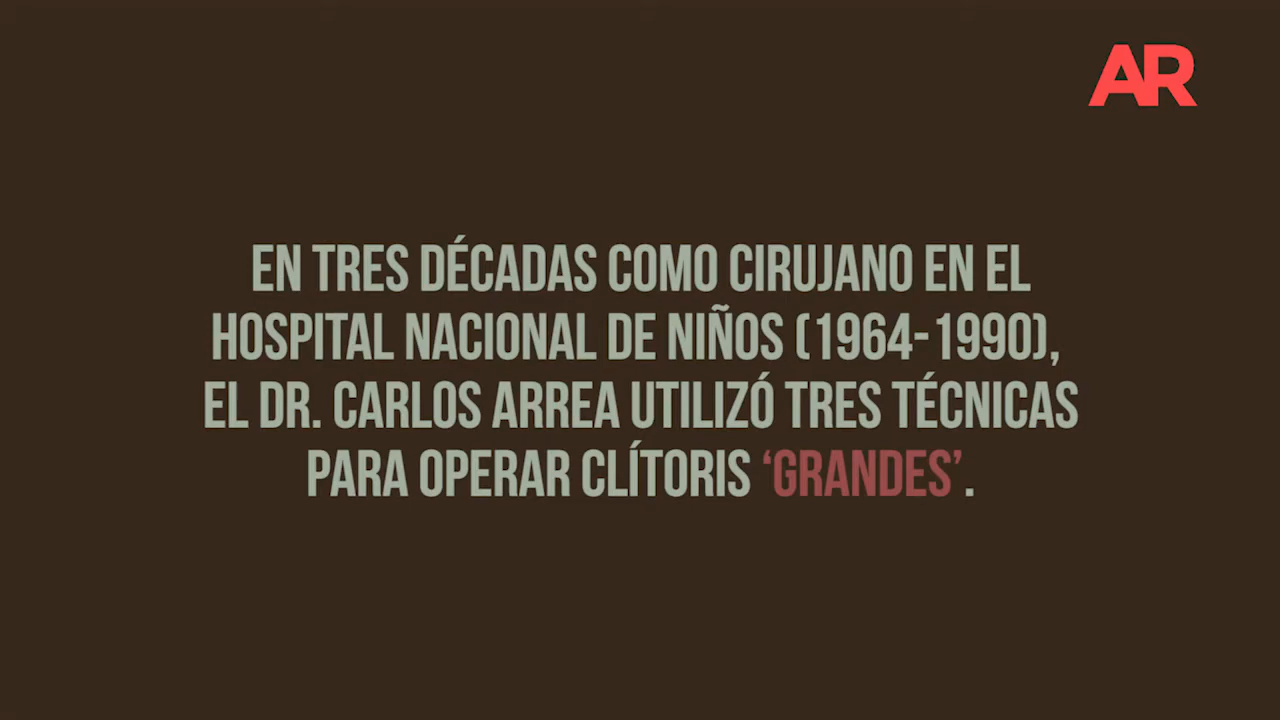 AR
EN TRES DÉCADAS COMO CIRUJANO EN EL
HOSPITAL NACIONAL DE NIÑOS (1964-1990),
EL DR. CARLOS ARREA UTILIZÓ TRES TÉCNICAS
PARA OPERAR CLÍTORIS ‘GRANDES’.